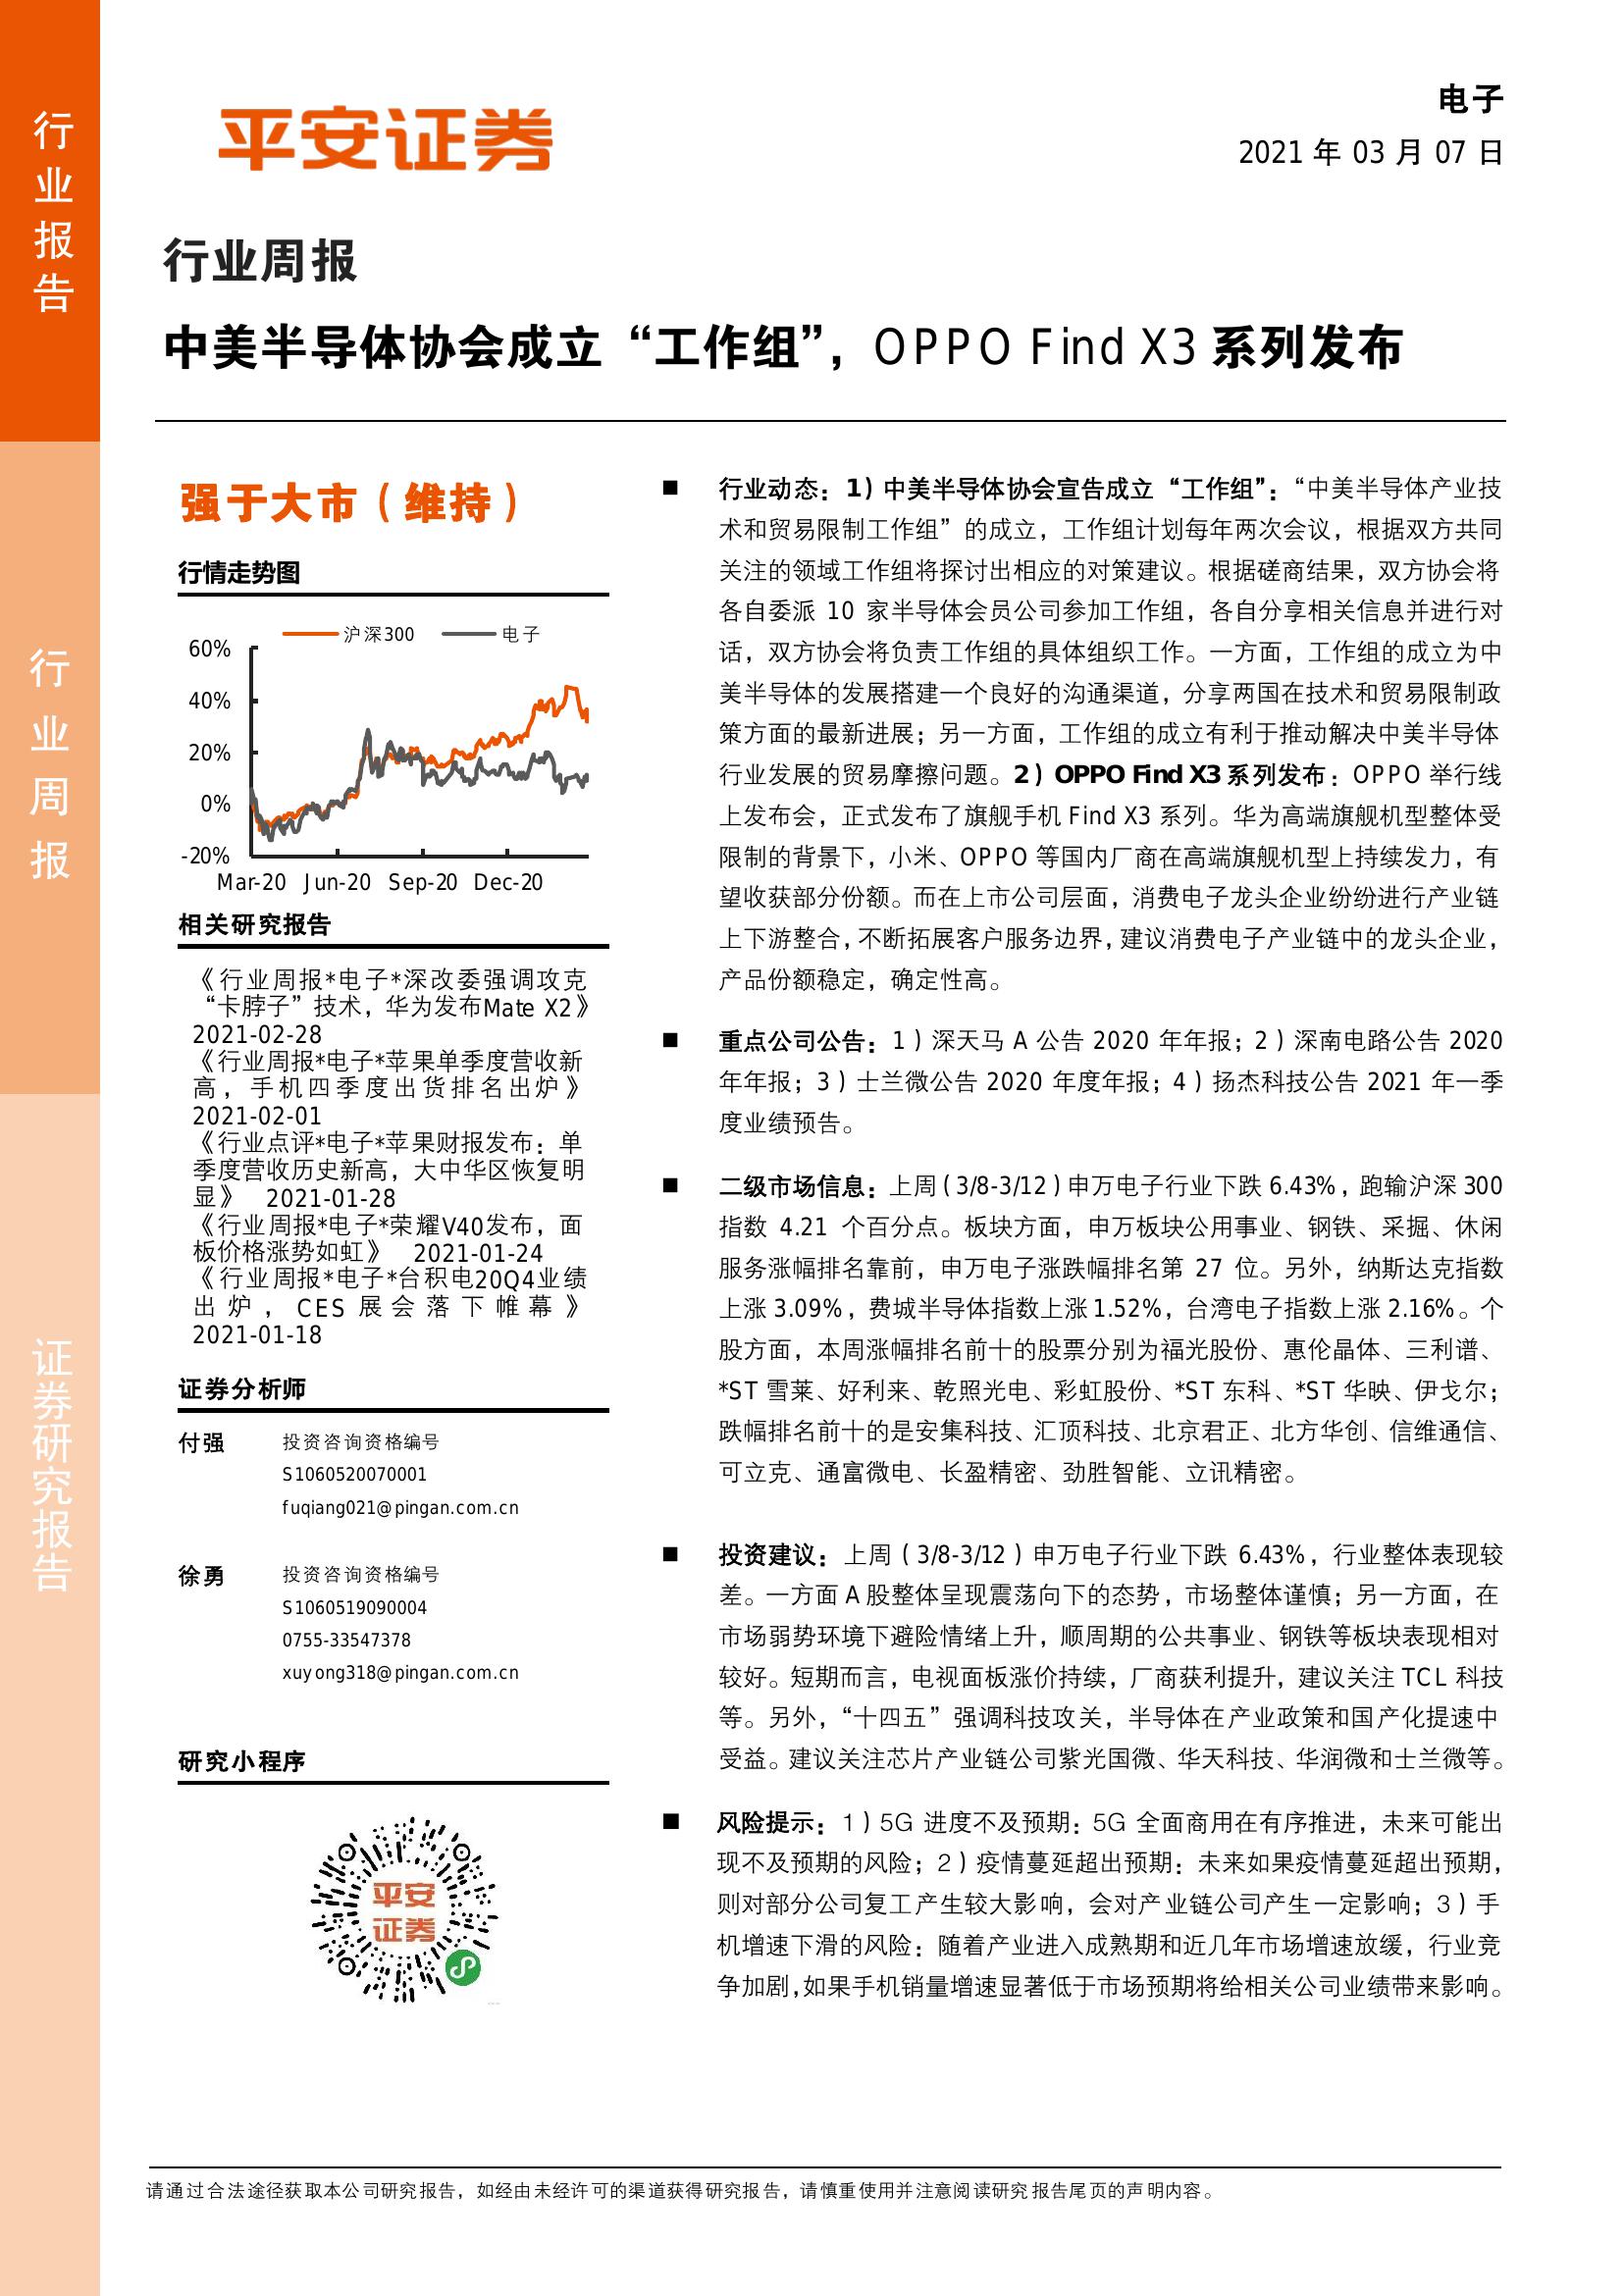 行业报告
行业周报
证券研究报告
平安证券
电子
2021 年 03 月 07 日
行业周报
中美半导体协会成立“工作组”，OPPO Find X3 系列发布
强于大市（维持）
行情走势图
沪深300 电子
60%
40%
20%
0%
-20%
Mar-20 Jun-20 Sep-20 Dec-20
相关研究报告
《行业周报*电子*深改委强调攻克
“卡脖子”技术，华为发布Mate X2》
2021-02-28
《行业周报*电子*苹果单季度营收新
高，手机四季度出货排名出炉》
2021-02-01
《行业点评*电子*苹果财报发布：单
季度营收历史新高，大中华区恢复明
显》 2021-01-28
《行业周报*电子*荣耀V40发布，面
板价格涨势如虹》 2021-01-24
《行业周报*电子*台积电20Q4业绩
出炉，CES展会落下帷幕》
2021-01-18
证券分析师
付强 投资咨询资格编号
S1060520070001
fuqiang021@pingan.com.cn
徐勇 投资咨询资格编号
S1060519090004
0755-33547378
xuyong318@pingan.com.cn
研究小程序
平安
证券
■ 行业动态：1）中美半导体协会宣告成立“工作组”：“中美半导体产业技
术和贸易限制工作组”的成立，工作组计划每年两次会议，根据双方共同
关注的领域工作组将探讨出相应的对策建议。根据磋商结果，双方协会将
各自委派 10 家半导体会员公司参加工作组，各自分享相关信息并进行对
话，双方协会将负责工作组的具体组织工作。一方面，工作组的成立为中
美半导体的发展搭建一个良好的沟通渠道，分享两国在技术和贸易限制政
策方面的最新进展；另一方面，工作组的成立有利于推动解决中美半导体
行业发展的贸易摩擦问题。2）OPPO Find X3 系列发布：OPPO 举行线
上发布会，正式发布了旗舰手机 Find X3 系列。华为高端旗舰机型整体受
限制的背景下，小米、OPPO 等国内厂商在高端旗舰机型上持续发力，有
望收获部分份额。而在上市公司层面，消费电子龙头企业纷纷进行产业链
上下游整合，不断拓展客户服务边界，建议消费电子产业链中的龙头企业，
产品份额稳定，确定性高。
■ 重点公司公告：1）深天马 A 公告 2020 年年报；2）深南电路公告 2020
年年报；3）士兰微公告 2020 年度年报；4）扬杰科技公告 2021 年一季
度业绩预告。
■ 二级市场信息：上周（3/8-3/12）申万电子行业下跌 6.43%，跑输沪深 300
指数 4.21 个百分点。板块方面，申万板块公用事业、钢铁、采掘、休闲
服务涨幅排名靠前，申万电子涨跌幅排名第 27 位。另外，纳斯达克指数
上涨 3.09%，费城半导体指数上涨 1.52%，台湾电子指数上涨 2.16%。个
股方面，本周涨幅排名前十的股票分别为福光股份、惠伦晶体、三利谱、
*ST 雪莱、好利来、乾照光电、彩虹股份、*ST 东科、*ST 华映、伊戈尔；
跌幅排名前十的是安集科技、汇顶科技、北京君正、北方华创、信维通信、
可立克、通富微电、长盈精密、劲胜智能、立讯精密。
■ 投资建议：上周（3/8-3/12）申万电子行业下跌 6.43%，行业整体表现较
差。一方面 A 股整体呈现震荡向下的态势，市场整体谨慎；另一方面，在
市场弱势环境下避险情绪上升，顺周期的公共事业、钢铁等板块表现相对
较好。短期而言，电视面板涨价持续，厂商获利提升，建议关注 TCL 科技
等。另外，“十四五”强调科技攻关，半导体在产业政策和国产化提速中
受益。建议关注芯片产业链公司紫光国微、华天科技、华润微和士兰微等。
■ 风险提示：1）5G 进度不及预期：5G 全面商用在有序推进，未来可能出
现不及预期的风险；2）疫情蔓延超出预期：未来如果疫情蔓延超出预期，
则对部分公司复工产生较大影响，会对产业链公司产生一定影响；3）手
机增速下滑的风险：随着产业进入成熟期和近几年市场增速放缓，行业竞
争加剧，如果手机销量增速显著低于市场预期将给相关公司业绩带来影响。
请通过合法途径获取本公司研究报告，如经由未经许可的渠道获得研究报告，请慎重使用并注意阅读研究报告尾页的声明内容。